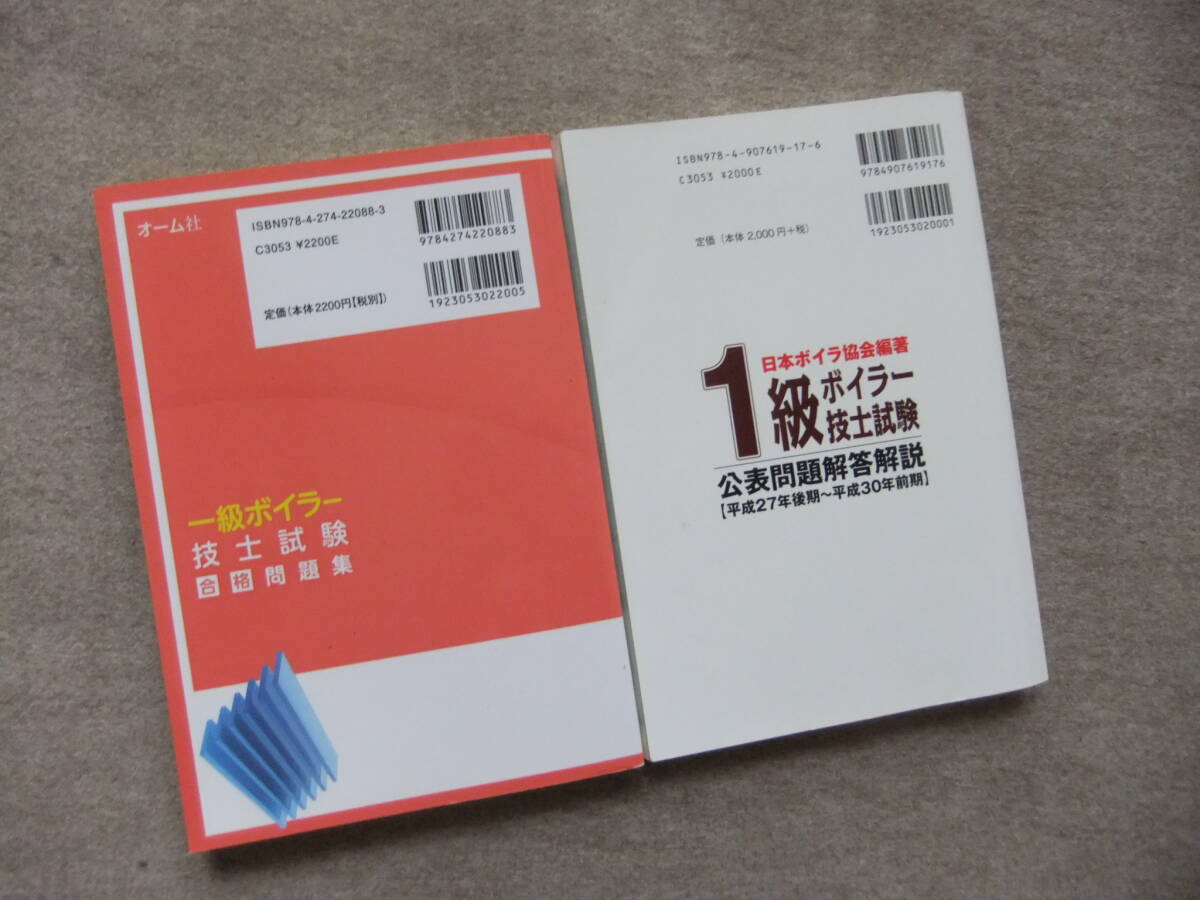 オーム社
ISBN978-4-274-22088-3
C3053 ¥2200E
定価(本体2200円【税別】)
9784274220883
1923053022005
一級ボイラー
技士試験
合格問題集
ISBN978-4-907619-17-6
C3053 ¥2000E
定価 (本体 2,000 円+税)
9784907619176
1923053020001
日本ボイラ協会編著
1級ボイラー
技士試験
公表問題解答解説
【平成27年後期〜平成30年前期】